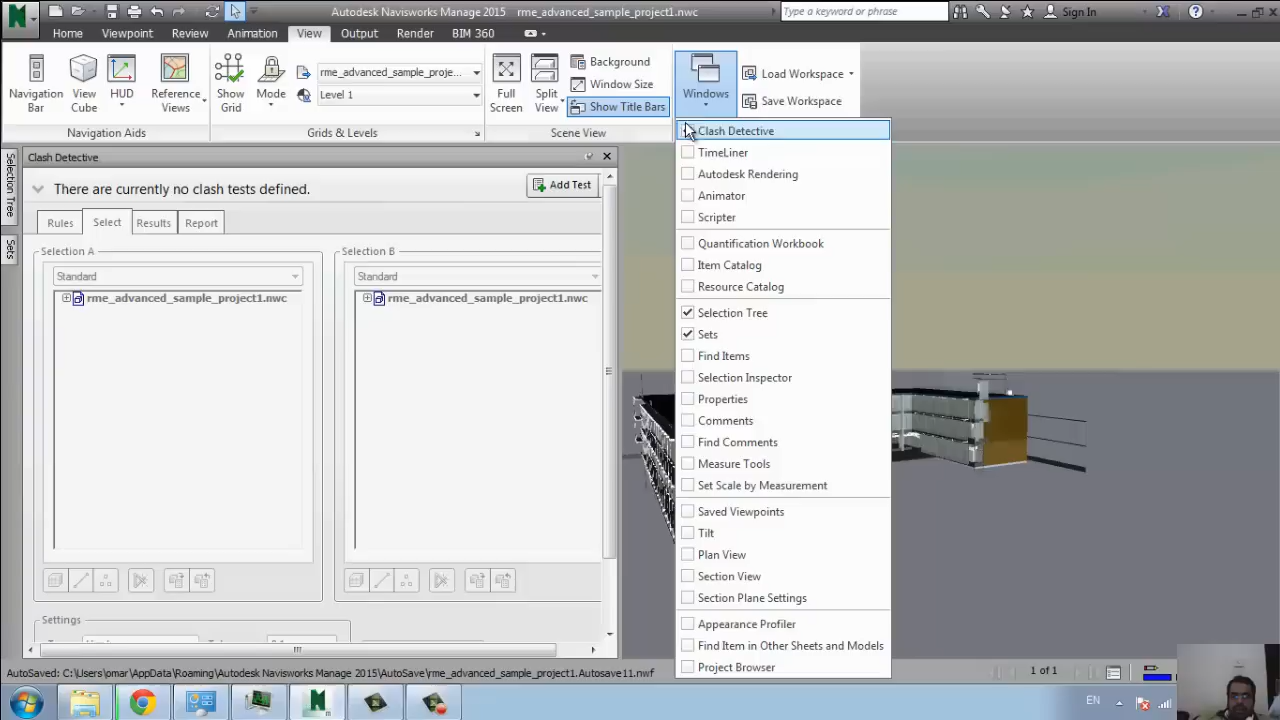 Autodesk Navisworks Manage 2015 rme_advanced_sample_project1.nwc
Type a keyword or phrase
Sign In
Home Viewpoint Review Animation View Output Render BIM 360
Navigation Bar
View Cube
HUD
Reference Views
Navigation Aids
Show Grid
Mode
rme_advanced_sample_proje...
Level 1
Grids & Levels
Full Screen
Split View
Background
Window Size
Show Title Bars
Scene View
Windows
Load Workspace
Save Workspace
Clash Detective
TimeLiner
Autodesk Rendering
Animator
Scripter
Quantification Workbook
Item Catalog
Resource Catalog
Selection Tree
Sets
Find Items
Selection Inspector
Properties
Comments
Find Comments
Measure Tools
Set Scale by Measurement
Saved Viewpoints
Tilt
Plan View
Section View
Section Plane Settings
Appearance Profiler
Find Item in Other Sheets and Models
Project Browser
Selection Tree
Sets
Clash Detective
There are currently no clash tests defined.
Add Test
Rules Select Results Report
Selection A
Standard
rme_advanced_sample_project1.nwc
Selection B
Standard
rme_advanced_sample_project1.nwc
Settings
AutoSaved: C:\Users\omar\AppData\Roaming\Autodesk Navisworks Manage 2015\AutoSave\rme_advanced_sample_project1.Autosave11.nwf
1 of 1
EN